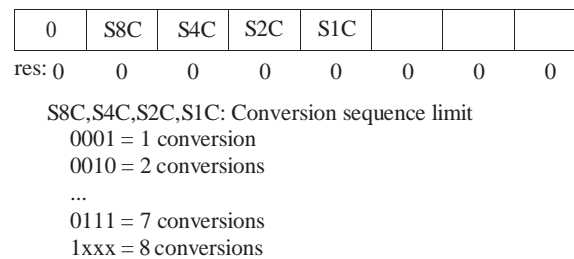 0 S8C S4C S2C S1C
res: 0 0 0 0 0 0 0 0
S8C,S4C,S2C,S1C: Conversion sequence limit
0001 = 1 conversion
0010 = 2 conversions
...
0111 = 7 conversions
1xxx = 8 conversions